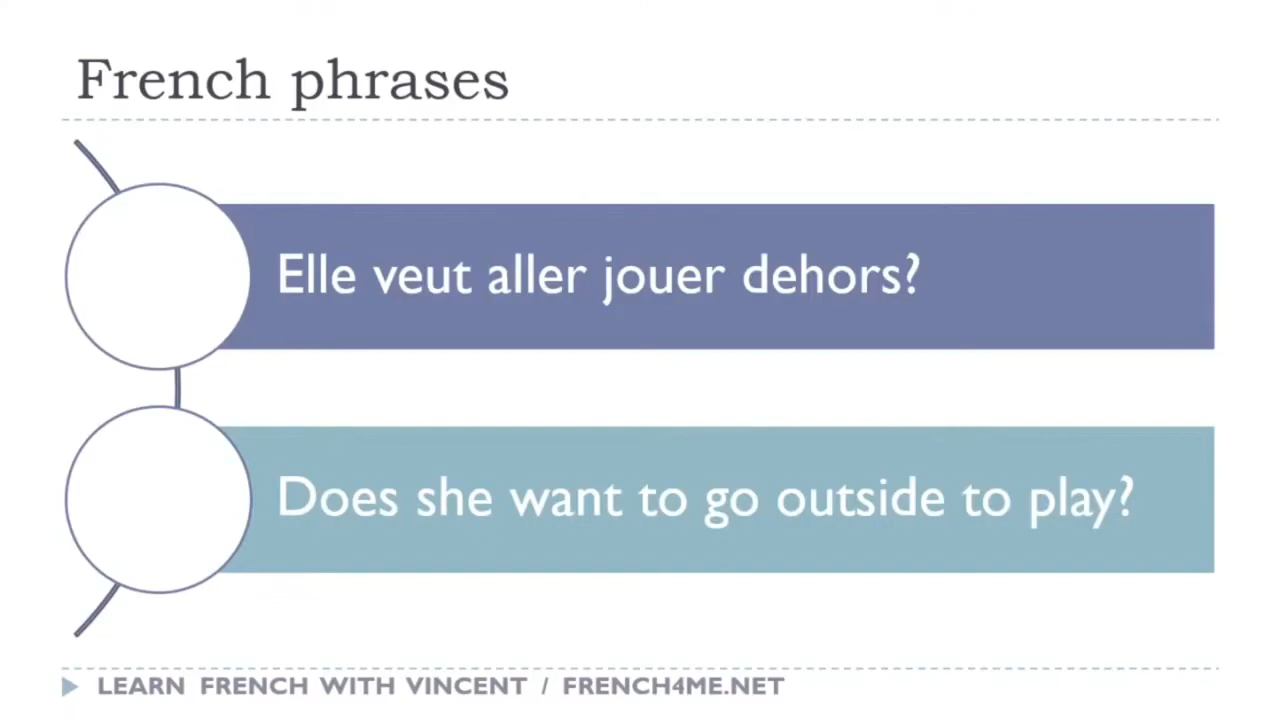 French phrases
Elle veut aller jouer dehors?
Does she want to go outside to play?
LEARN FRENCH WITH VINCENT / FRENCH4ME.NET